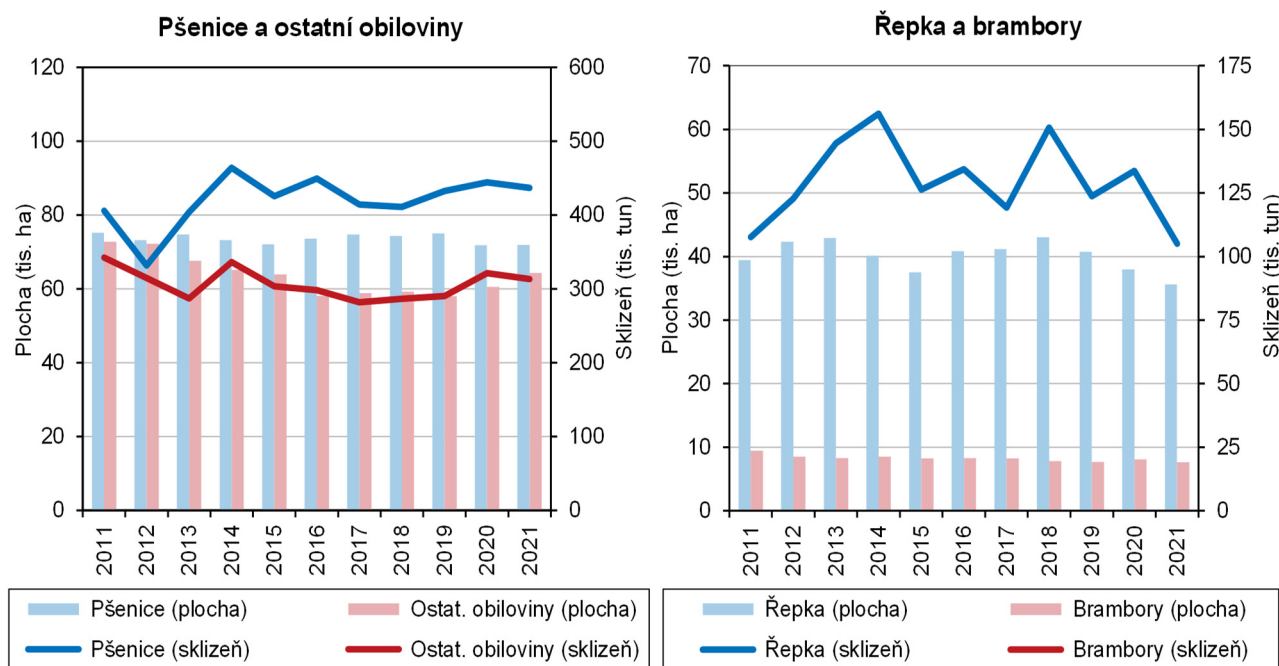 Pšenice a ostatní obiloviny
Plocha (tis. ha)
120
100
80
60
40
20
0
Sklizeň (tis. tun)
600
500
400
300
200
100
0
2011 2012 2013 2014 2015 2016 2017 2018 2019 2020 2021
Pšenice (plocha) Ostat. obiloviny (plocha)
Pšenice (sklizeň) Ostat. obiloviny (sklizeň)
Řepka a brambory
Plocha (tis. ha)
70
60
50
40
30
20
10
0
Sklizeň (tis. tun)
175
150
125
100
75
50
25
0
2011 2012 2013 2014 2015 2016 2017 2018 2019 2020 2021
Řepka (plocha) Brambory (plocha)
Řepka (sklizeň) Brambory (sklizeň)